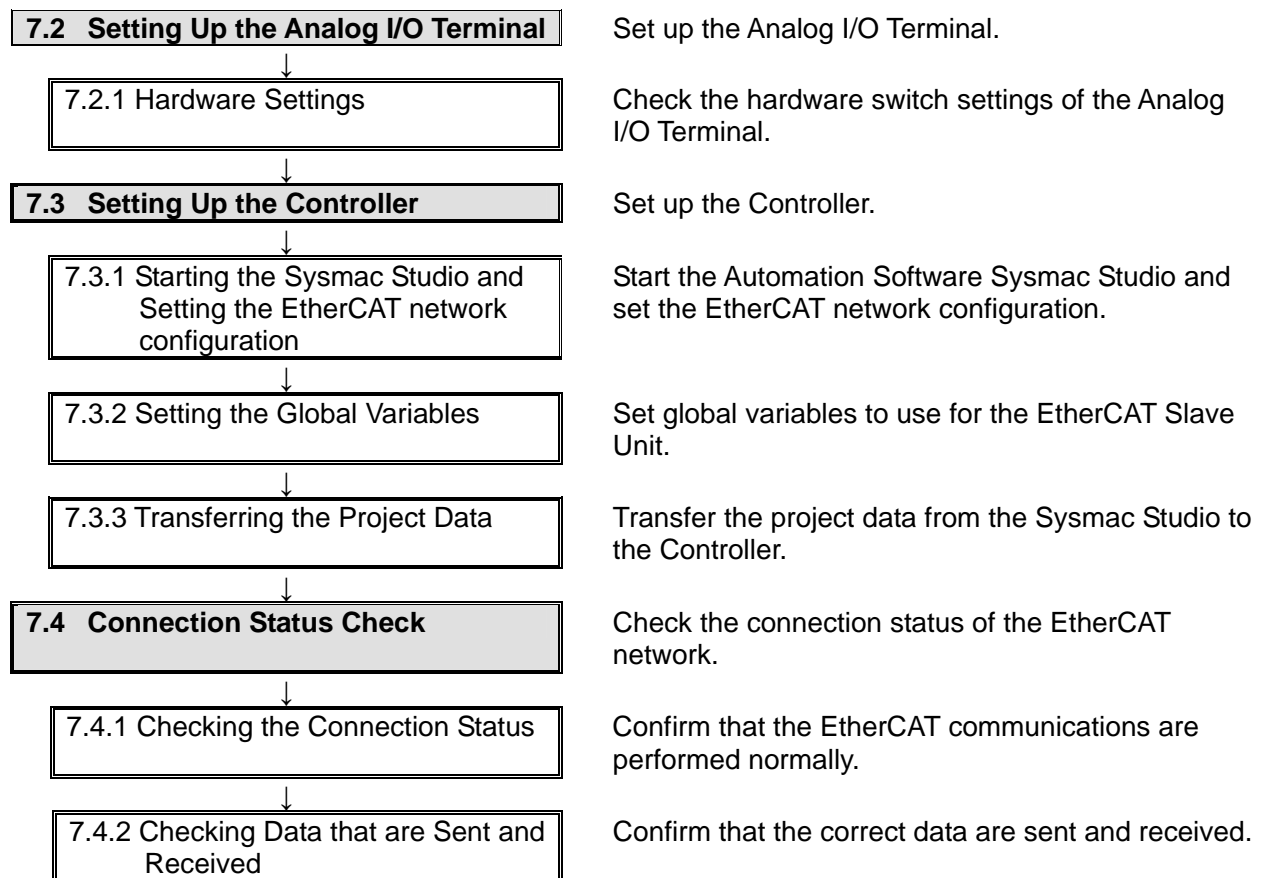 7.2 Setting Up the Analog I/O Terminal Set up the Analog I/O Terminal.
↓
7.2.1 Hardware Settings Check the hardware switch settings of the Analog
I/O Terminal.
↓
7.3 Setting Up the Controller Set up the Controller.
↓
7.3.1 Starting the Sysmac Studio and Start the Automation Software Sysmac Studio and
Setting the EtherCAT network set the EtherCAT network configuration.
configuration
↓
7.3.2 Setting the Global Variables Set global variables to use for the EtherCAT Slave
Unit.
↓
7.3.3 Transferring the Project Data Transfer the project data from the Sysmac Studio to
the Controller.
↓
7.4 Connection Status Check Check the connection status of the EtherCAT
network.
↓
7.4.1 Checking the Connection Status Confirm that the EtherCAT communications are
performed normally.
↓
7.4.2 Checking Data that are Sent and Confirm that the correct data are sent and received.
Received